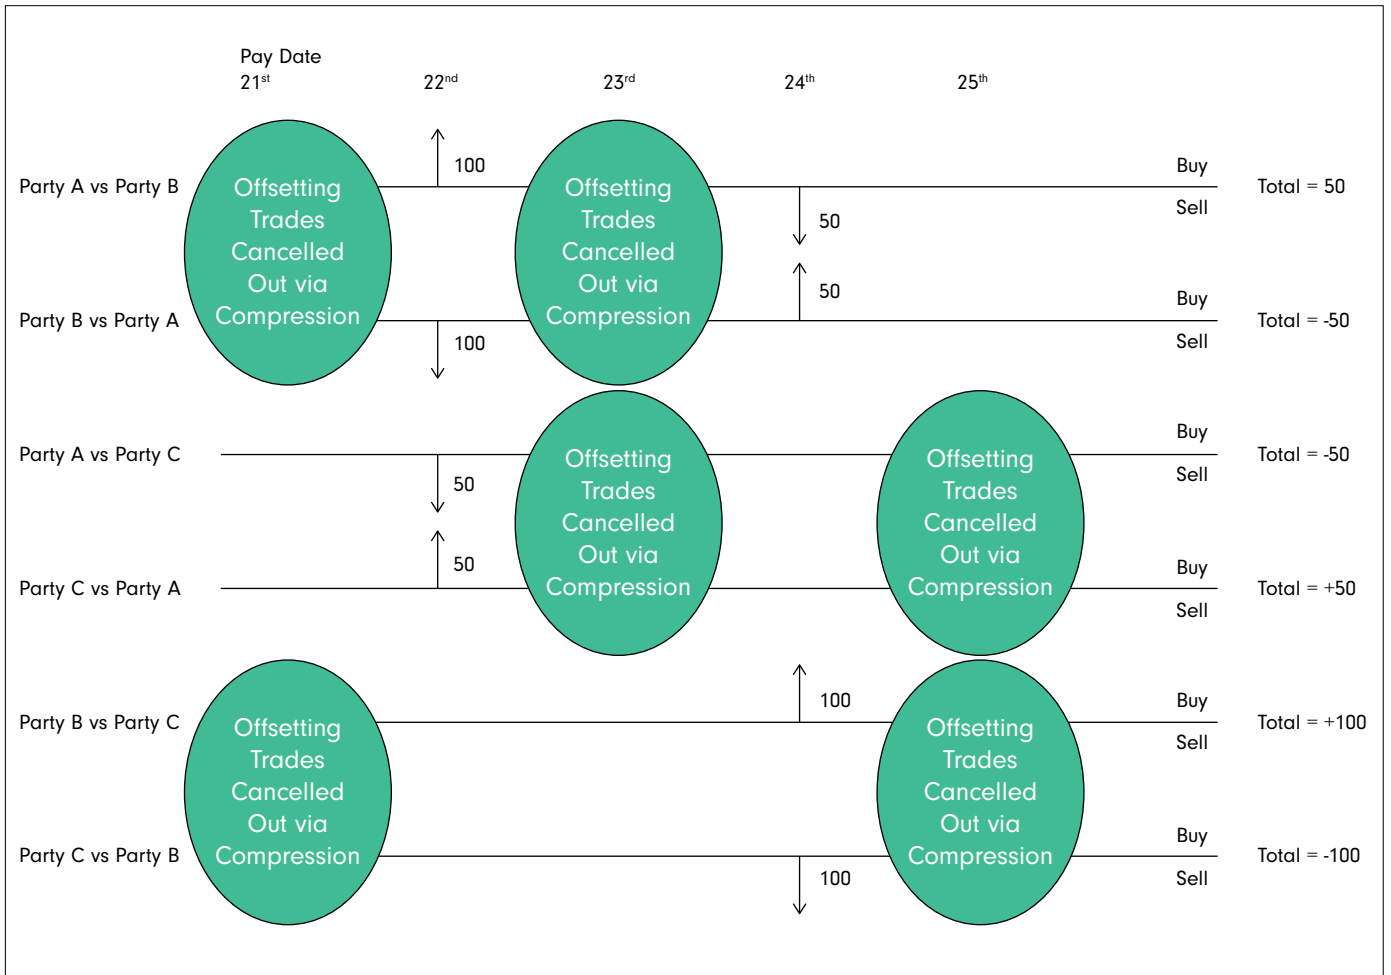 Pay Date
21st 22nd 23rd 24th 25th
Party A vs Party B
100
50
Buy
Sell
Total = 50
Offsetting
Trades
Cancelled
Out via
Compression
Offsetting
Trades
Cancelled
Out via
Compression
Party B vs Party A
100
50
Buy
Sell
Total = -50
Party A vs Party C
50
Buy
Sell
Total = -50
Offsetting
Trades
Cancelled
Out via
Compression
Offsetting
Trades
Cancelled
Out via
Compression
Party C vs Party A
50
Buy
Sell
Total = +50
Party B vs Party C
100
Buy
Sell
Total = +100
Offsetting
Trades
Cancelled
Out via
Compression
Offsetting
Trades
Cancelled
Out via
Compression
Party C vs Party B
100
Buy
Sell
Total = -100